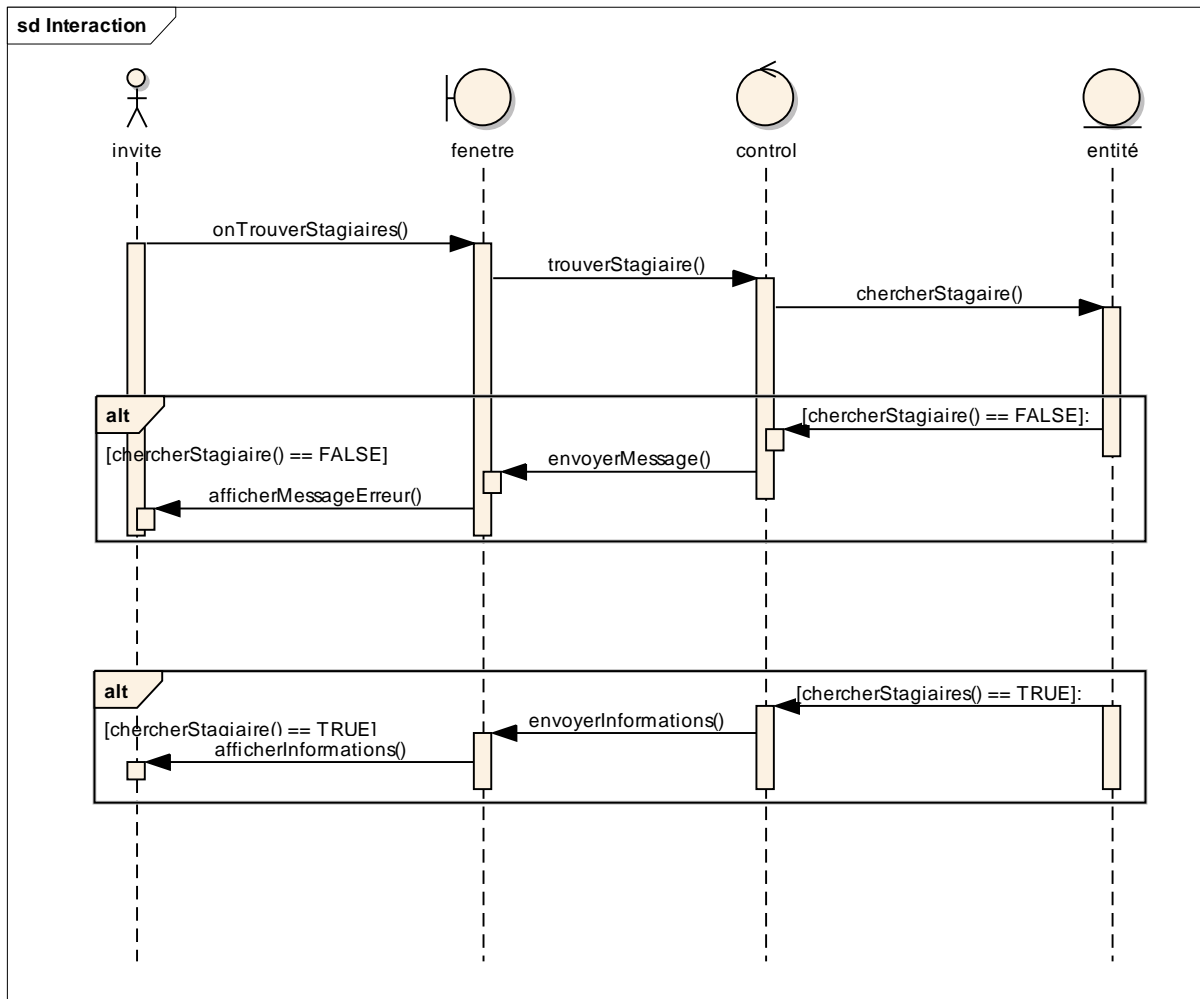 sd Interaction
invite
fenetre
control
entité
onTrouverStagiaires()
trouverStagiaire()
chercherStagaire()
alt
[chercherStagiaire() == FALSE]:
[chercherStagiaire() == FALSE]
envoyerMessage()
afficherMessageErreur()
alt
[chercherStagiaires() == TRUE]:
[chercherStagiaire() == TRUE]
envoyerInformations()
afficherInformations()